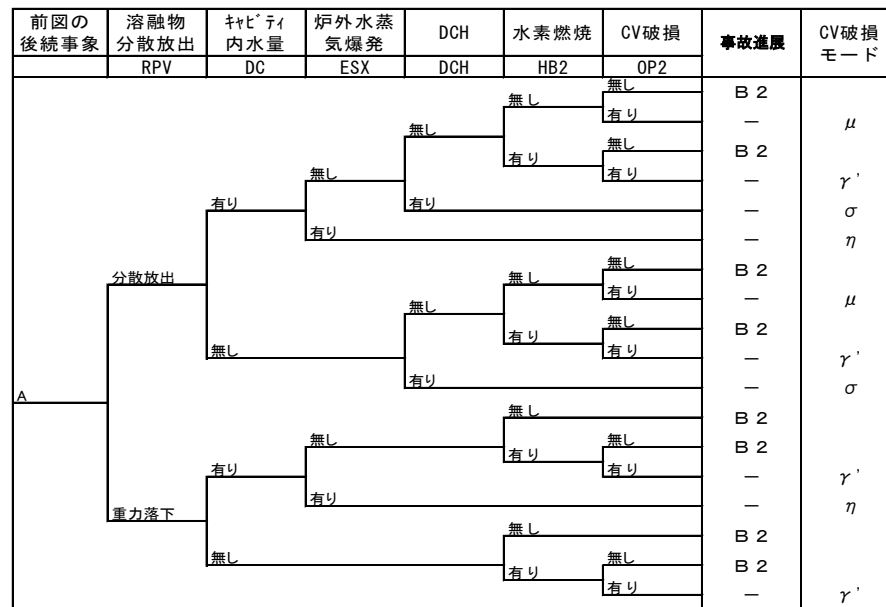 前図の 溶融物 ｷｬﾋﾞﾃｨ 炉外水蒸 DCH 水素燃焼 CV破損 事故進展 CV破損
後続事象 分散放出 内水量 気爆発 モード
RPV DC ESX DCH HB2 OP2
無し B 2
無し
有り － μ
無し
無し B 2
有り
無し
有り － γ'
有り
有り － σ
有り － η
無し B 2
分散放出
無し
有り － μ
無し
無し B 2
有り
無し
有り － γ'
有り － σ
A
B 2
無し
無し
無し B 2
有り
有り
有り － γ'
有り － η
重力落下
無し B 2
無し
無し B 2
有り
有り － γ'